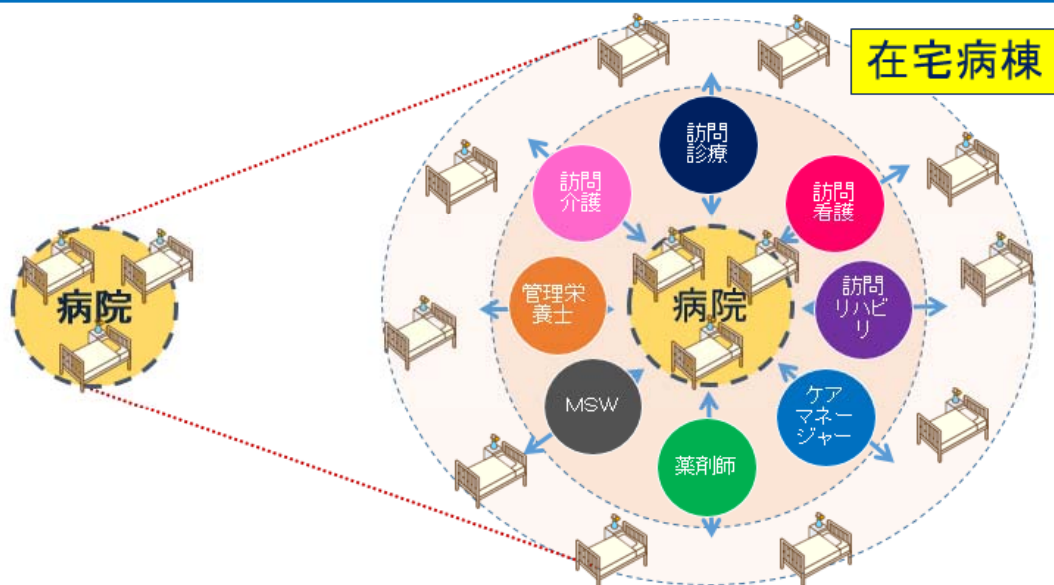 在宅病棟
訪問
診療
訪問
介護
訪問
看護
病院
管理栄
養士
病院
訪問
リハビ
リ
MSW
ケア
マネー
ジャー
薬剤師